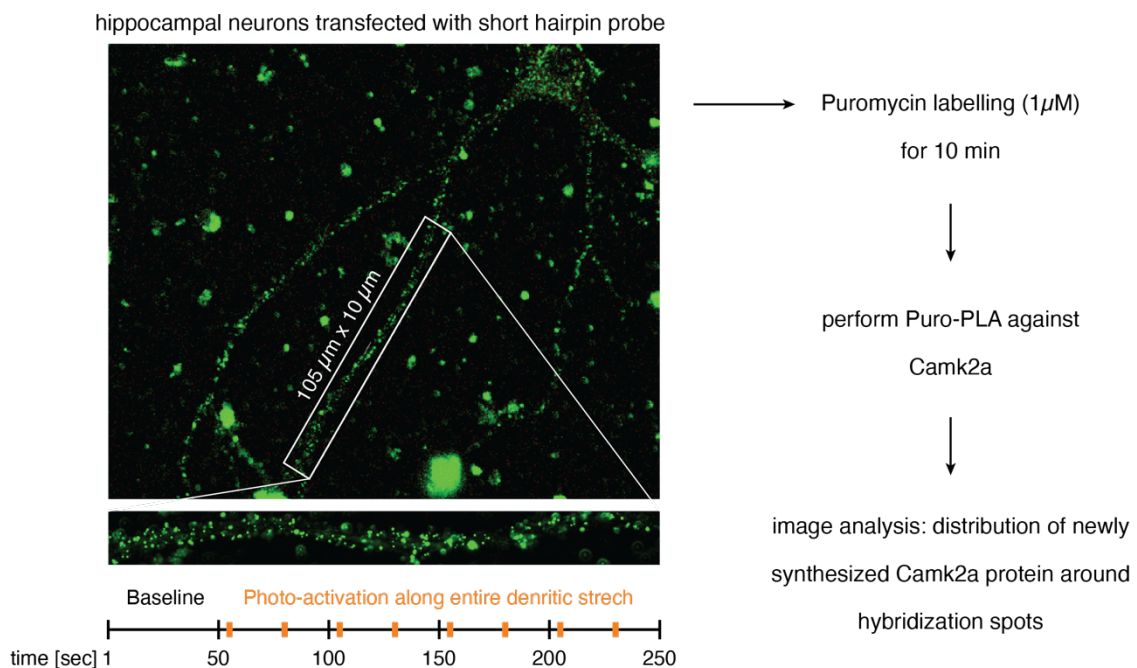 hippocampal neurons transfected with short hairpin probe
105 µm x 10 µm
Puromycin labelling (1µM)
for 10 min
perform Puro-PLA against
Camk2a
image analysis: distribution of newly
synthesized Camk2a protein around
hybridization spots
Baseline Photo-activation along entire denritic strech
time [sec] 1 50 100 150 200 250